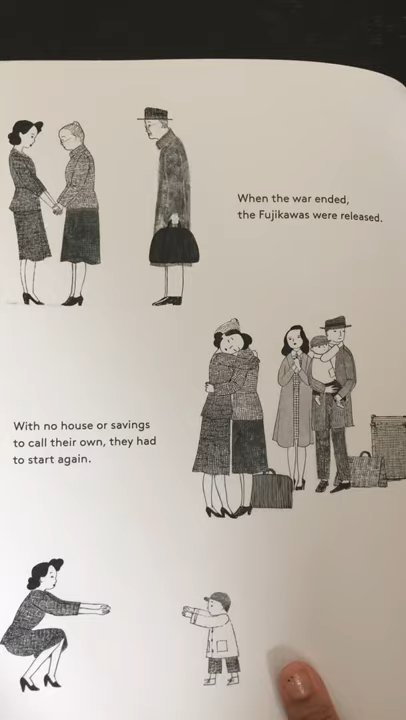 When the war ended,
the Fujikawas were released.
With no house or savings
to call their own, they had
to start again.